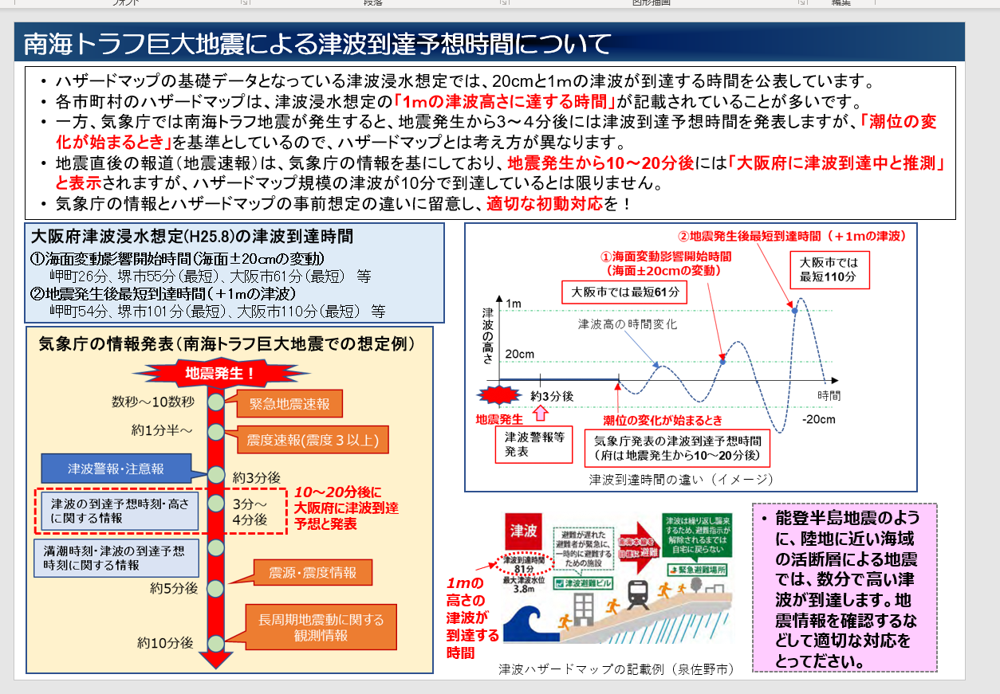 フォント
段落
図形描画
編集
南海トラフ巨大地震による津波到達予想時間について
• ハザードマップの基礎データとなっている津波浸水想定では、20cmと1mの津波が到達する時間を公表しています。
• 各市町村のハザードマップは、津波浸水想定の「1mの津波高さに達する時間」が記載されていることが多いです。
• 一方、気象庁では南海トラフ地震が発生すると、地震発生から3～4分後には津波到達予想時間を発表しますが、「潮位の変
化が始まるとき」を基準としているので、ハザードマップとは考え方が異なります。
• 地震直後の報道（地震速報）は、気象庁の情報を基にしており、地震発生から10～20分後には「大阪府に津波到達中と推測」
と表示されますが、ハザードマップ規模の津波が10分で到達しているとは限りません。
• 気象庁の情報とハザードマップの事前想定の違いに留意し、適切な初動対応を！
大阪府津波浸水想定(H25.8)の津波到達時間
①海面変動影響開始時間（海面±20cmの変動）
岬町26分、堺市55分（最短）、大阪市61分（最短） 等
②地震発生後最短到達時間（＋1mの津波）
岬町54分、堺市101分（最短）、大阪市110分（最短） 等
気象庁の情報発表（南海トラフ巨大地震での想定例）
地震発生！
数秒～10数秒
緊急地震速報
約1分半～
震度速報(震度３以上)
津波警報・注意報
約3分後
津波の到達予想時刻・高さ
に関する情報
3分～
4分後
10～20分後に
大阪府に津波到達
予想と発表
満潮時刻・津波の到達予想
時刻に関する情報
震源・震度情報
約5分後
長周期地震動に関する
観測情報
約10分後
②地震発生後最短到達時間（＋1mの津波）
①海面変動影響開始時間
（海面±20cmの変動）
大阪市では
最短110分
大阪市では最短61分
1m
津波の高さ
津波高の時間変化
20cm
約3分後
時間
地震発生
潮位の変化が始まるとき
-20cm
津波警報等
発表
気象庁発表の津波到達予想時間
（府は地震発生から10～20分後）
津波到達時間の違い（イメージ）
津波
津波到達時間
81分
最大津波水位
3.8m
避難が遅れた
避難者が緊急に、
一時的に避難する
ための施設
津波避難ビル
南海本線を
目標に避難
津波は繰り返し襲来
するため、避難指示が
解除されるまでは
自宅に戻らない
緊急避難場所
1mの
高さの
津波が
到達する
時間
津波ハザードマップの記載例（泉佐野市）
• 能登半島地震のよう
に、陸地に近い海域
の活断層による地震
では、数分で高い津
波が到達します。地
震情報を確認するな
どして適切な対応を
とってださい。